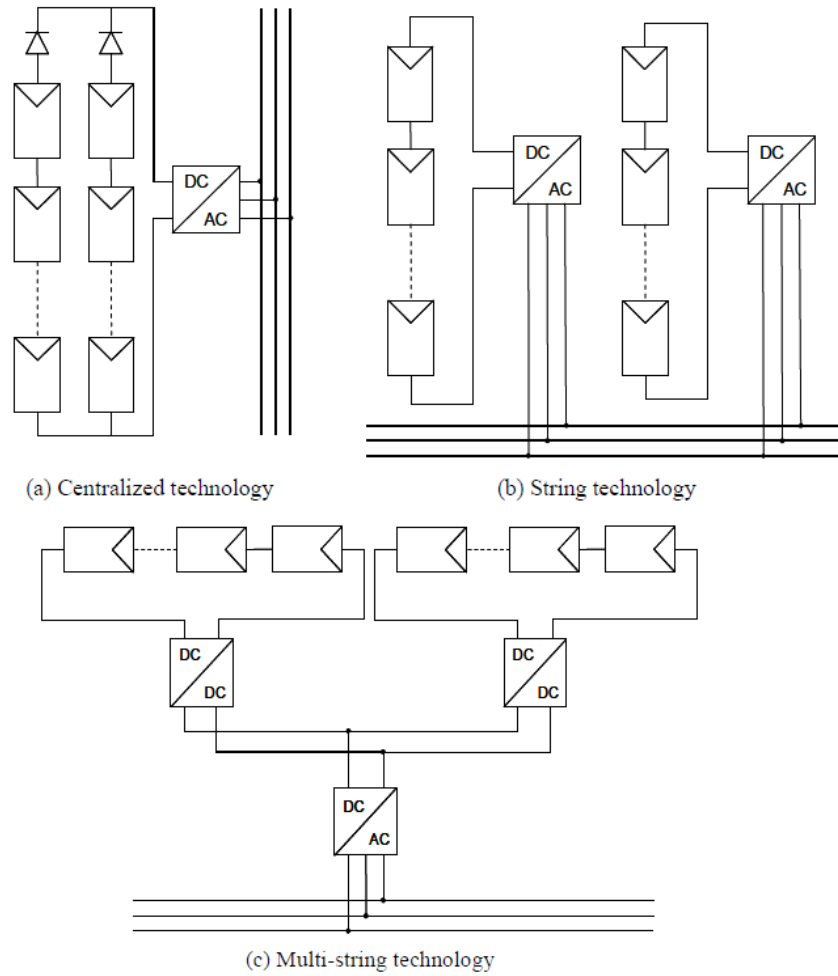 DC
AC
(a) Centralized technology
DC
AC
DC
AC
(b) String technology
DC
DC
DC
DC
DC
AC
(c) Multi-string technology